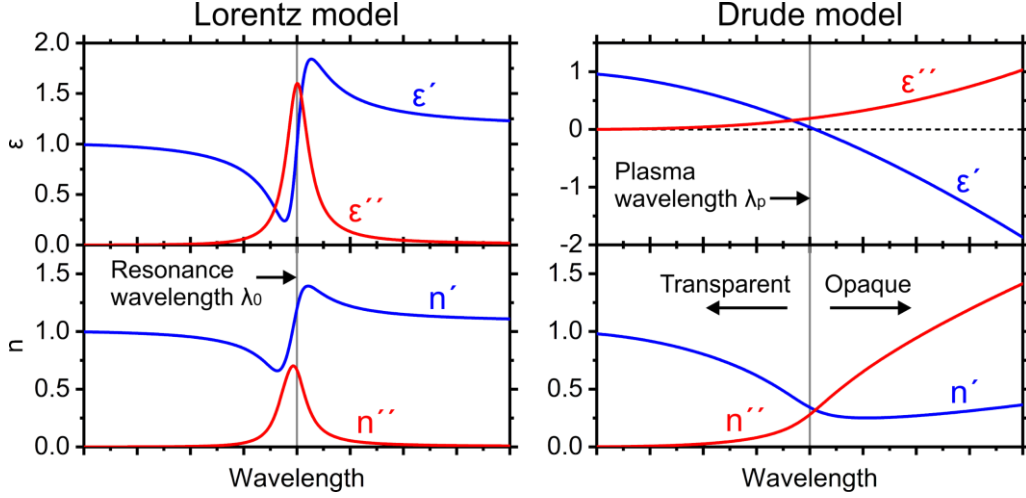 Lorentz model
2.0
1.5
1.0
0.5
0.0
ε
ε´
ε´´
1.5
1.0
0.5
0.0
n
Resonance
wavelength λ0
n´
n´´
Wavelength
Drude model
1
0
-1
-2
ε´´
Plasma
wavelength λp
ε´
1.5
1.0
0.5
0.0
Transparent
Opaque
n´´
n´
Wavelength